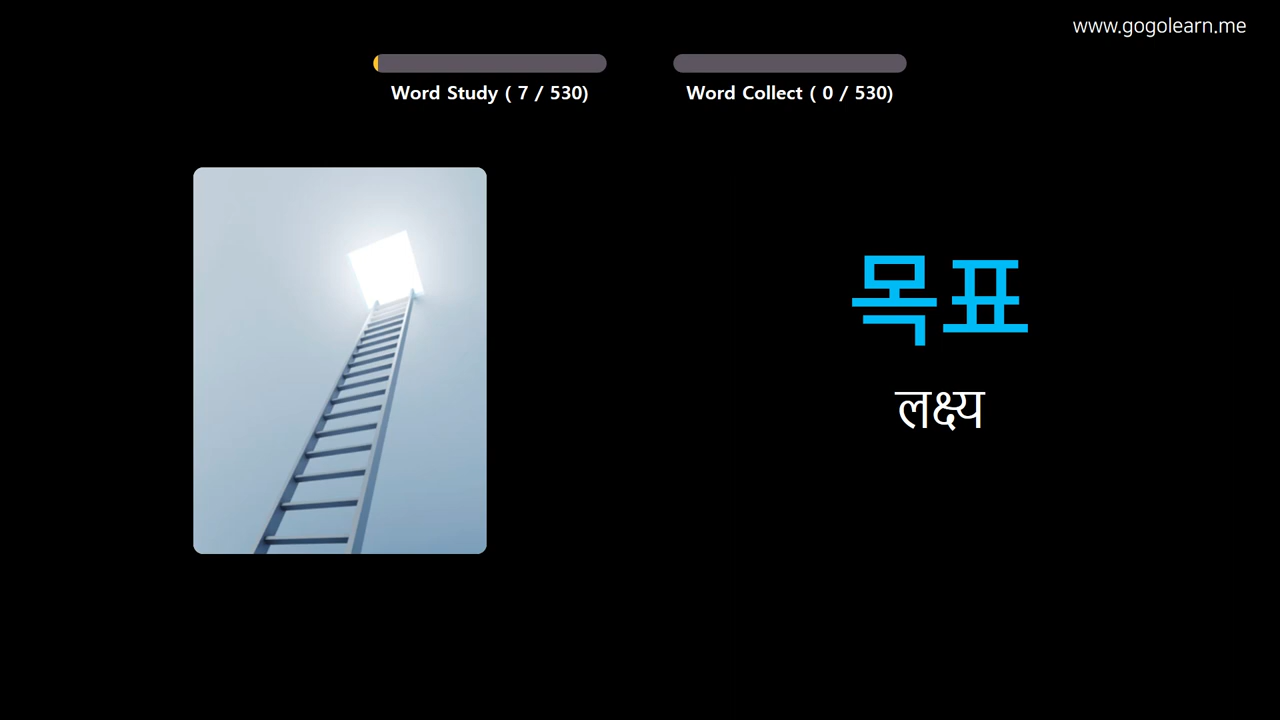 www.gogolearn.me
Word Study ( 7 / 530)
Word Collect ( 0 / 530)
목표
लक्ष्य